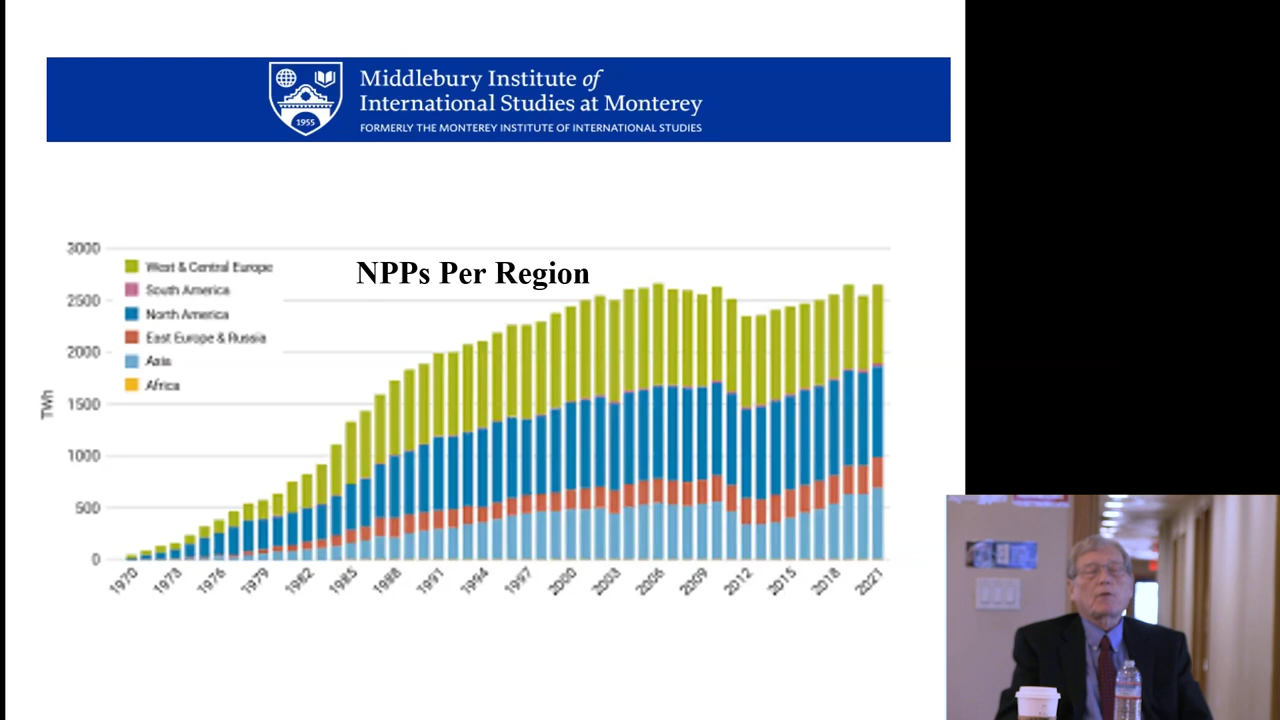 Middlebury Institute of
International Studies at Monterey
FORMERLY THE MONTEREY INSTITUTE OF INTERNATIONAL STUDIES
1955
NPPs Per Region
West & Central Europe
South America
North America
East Europe & Russia
Asia
Africa
TWh
3000
2500
2000
1500
1000
500
0
1970 1973 1976 1979 1982 1985 1988 1991 1994 1997 2000 2003 2006 2009 2012 2015 2018 2021